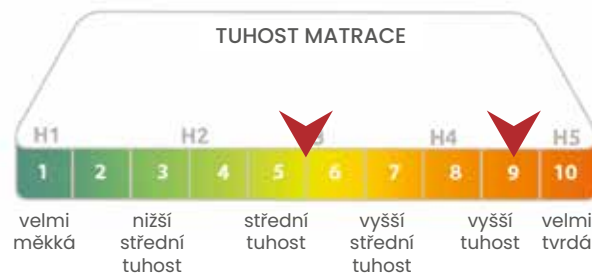 TUHOST MATRACE
H1 H2 3 H4 H5
1 2 3 4 5 6 7 8 9 10
velmi měkká nižší střední tuhost střední tuhost vyšší střední tuhost vyšší tuhost velmi tvrdá